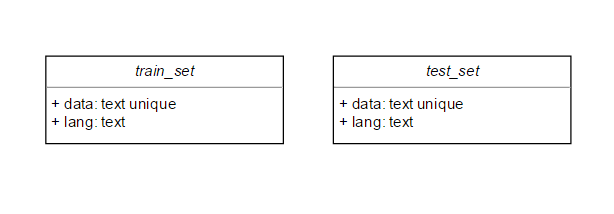 train_set
+ data: text unique
+ lang: text
test_set
+ data: text unique
+ lang: text